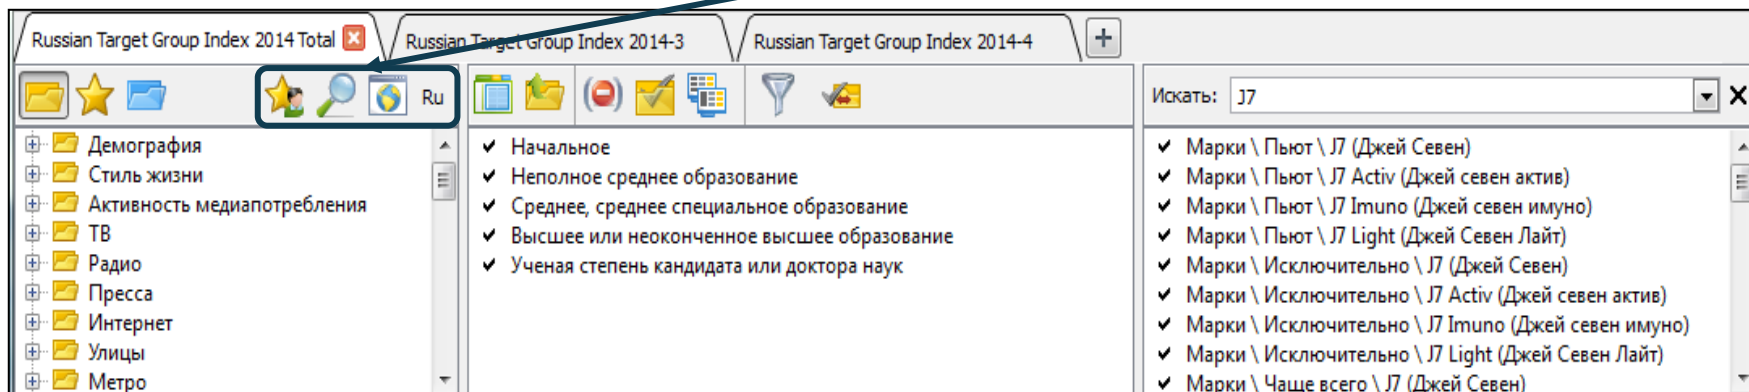 Russian Target Group Index 2014 Total
Russian Target Group Index 2014-3
Russian Target Group Index 2014-4
Ru
Искать: J7
Демография
Стиль жизни
Активность медиапотребления
ТВ
Радио
Пресса
Интернет
Улицы
Метро
Начальное
Неполное среднее образование
Среднее, среднее специальное образование
Высшее или неоконченное высшее образование
Ученая степень кандидата или доктора наук
Марки \ Пьют \ J7 (Джей Севен)
Марки \ Пьют \ J7 Activ (Джей севен актив)
Марки \ Пьют \ J7 Imuno (Джей севен имуно)
Марки \ Пьют \ J7 Light (Джей Севен Лайт)
Марки \ Исключительно \ J7 (Джей Севен)
Марки \ Исключительно \ J7 Activ (Джей севен актив)
Марки \ Исключительно \ J7 Imuno (Джей севен имуно)
Марки \ Исключительно \ J7 Light (Джей Севен Лайт)
Марки \ Чаще всего \ J7 (Джей Севен)